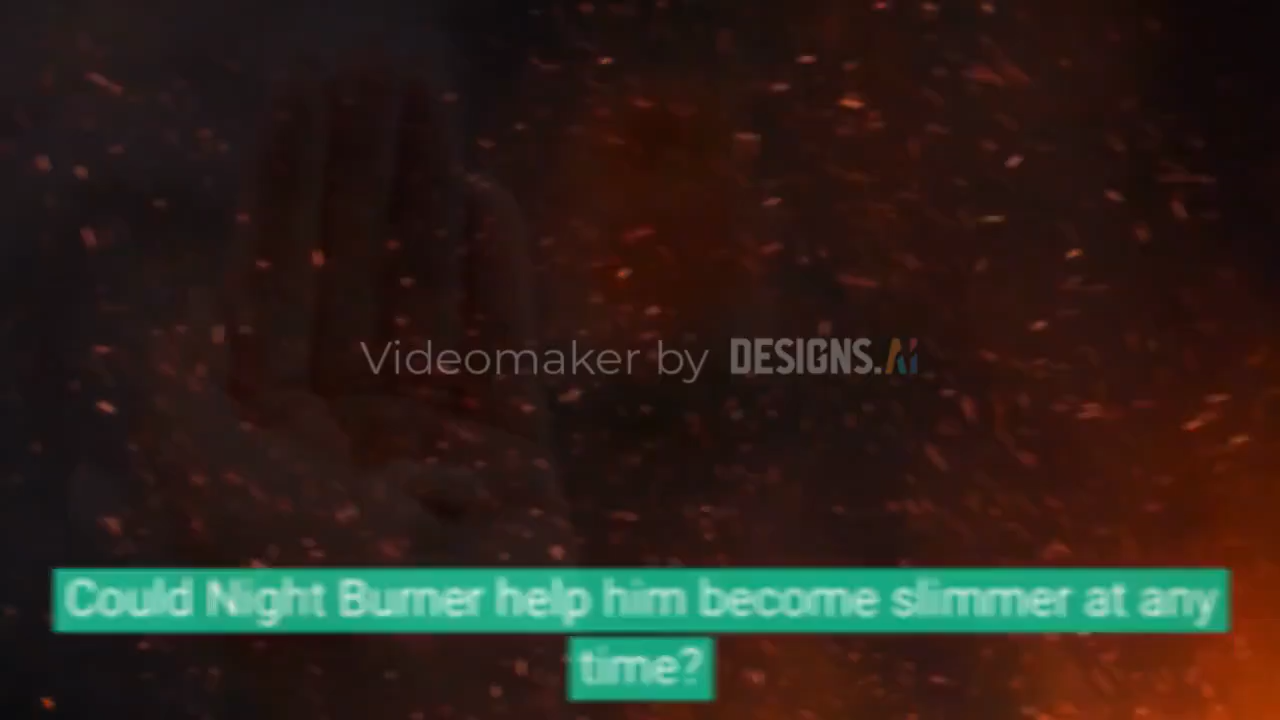 Videomaker by DESIGNS.AI
Could Night Burner help him become slimmer at any
time?